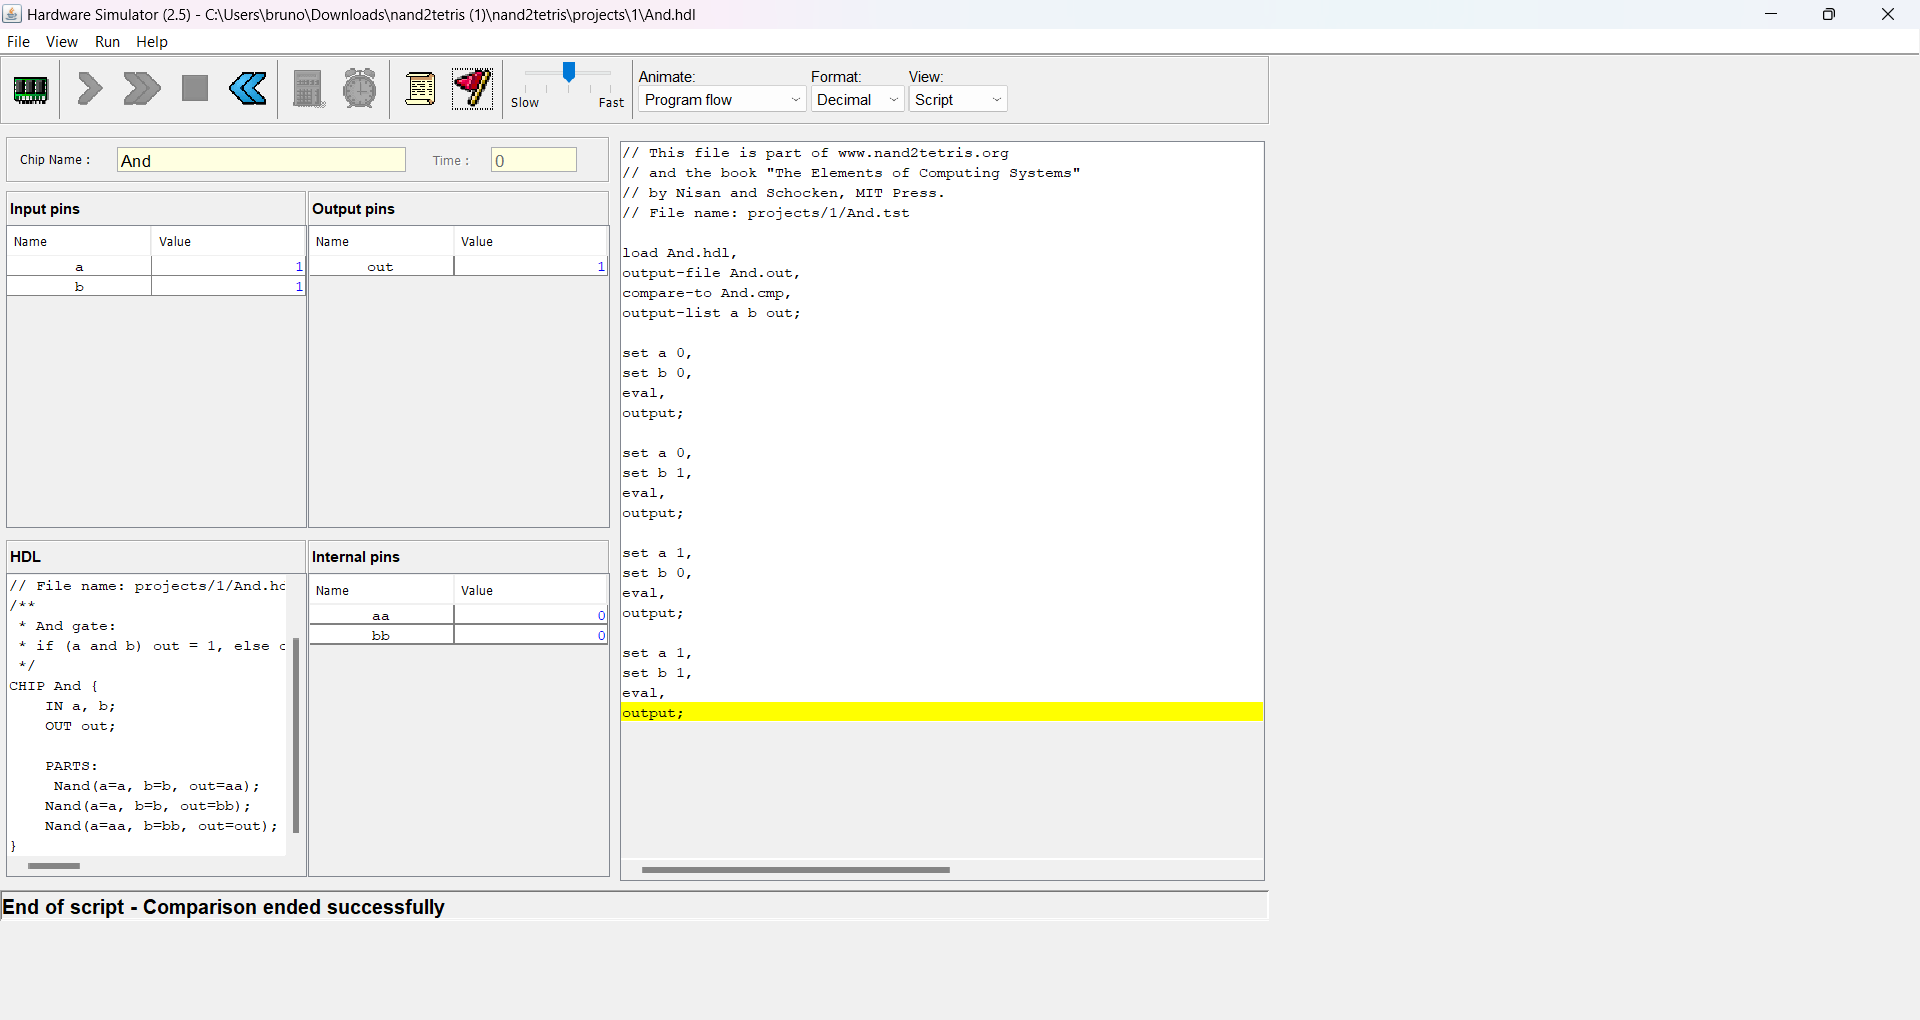 Hardware Simulator (2.5) - C:\Users\bruno\Downloads\nand2tetris (1)\nand2tetris\projects\1\And.hdl
File View Run Help
Slow Fast
Animate: Format: View:
Program flow Decimal Script
Chip Name : And Time : 0
Input pins
Name Value
a 1
b 1
Output pins
Name Value
out 1
HDL
// File name: projects/1/And.hd
/**
* And gate:
* if (a and b) out = 1, else o
*/
CHIP And {
IN a, b;
OUT out;
PARTS:
Nand(a=a, b=b, out=aa);
Nand(a=a, b=b, out=bb);
Nand(a=aa, b=bb, out=out);
}
Internal pins
Name Value
aa 0
bb 0
// This file is part of www.nand2tetris.org
// and the book "The Elements of Computing Systems"
// by Nisan and Schocken, MIT Press.
// File name: projects/1/And.tst
load And.hdl,
output-file And.out,
compare-to And.cmp,
output-list a b out;
set a 0,
set b 0,
eval,
output;
set a 0,
set b 1,
eval,
output;
set a 1,
set b 0,
eval,
output;
set a 1,
set b 1,
eval,
output;
End of script - Comparison ended successfully